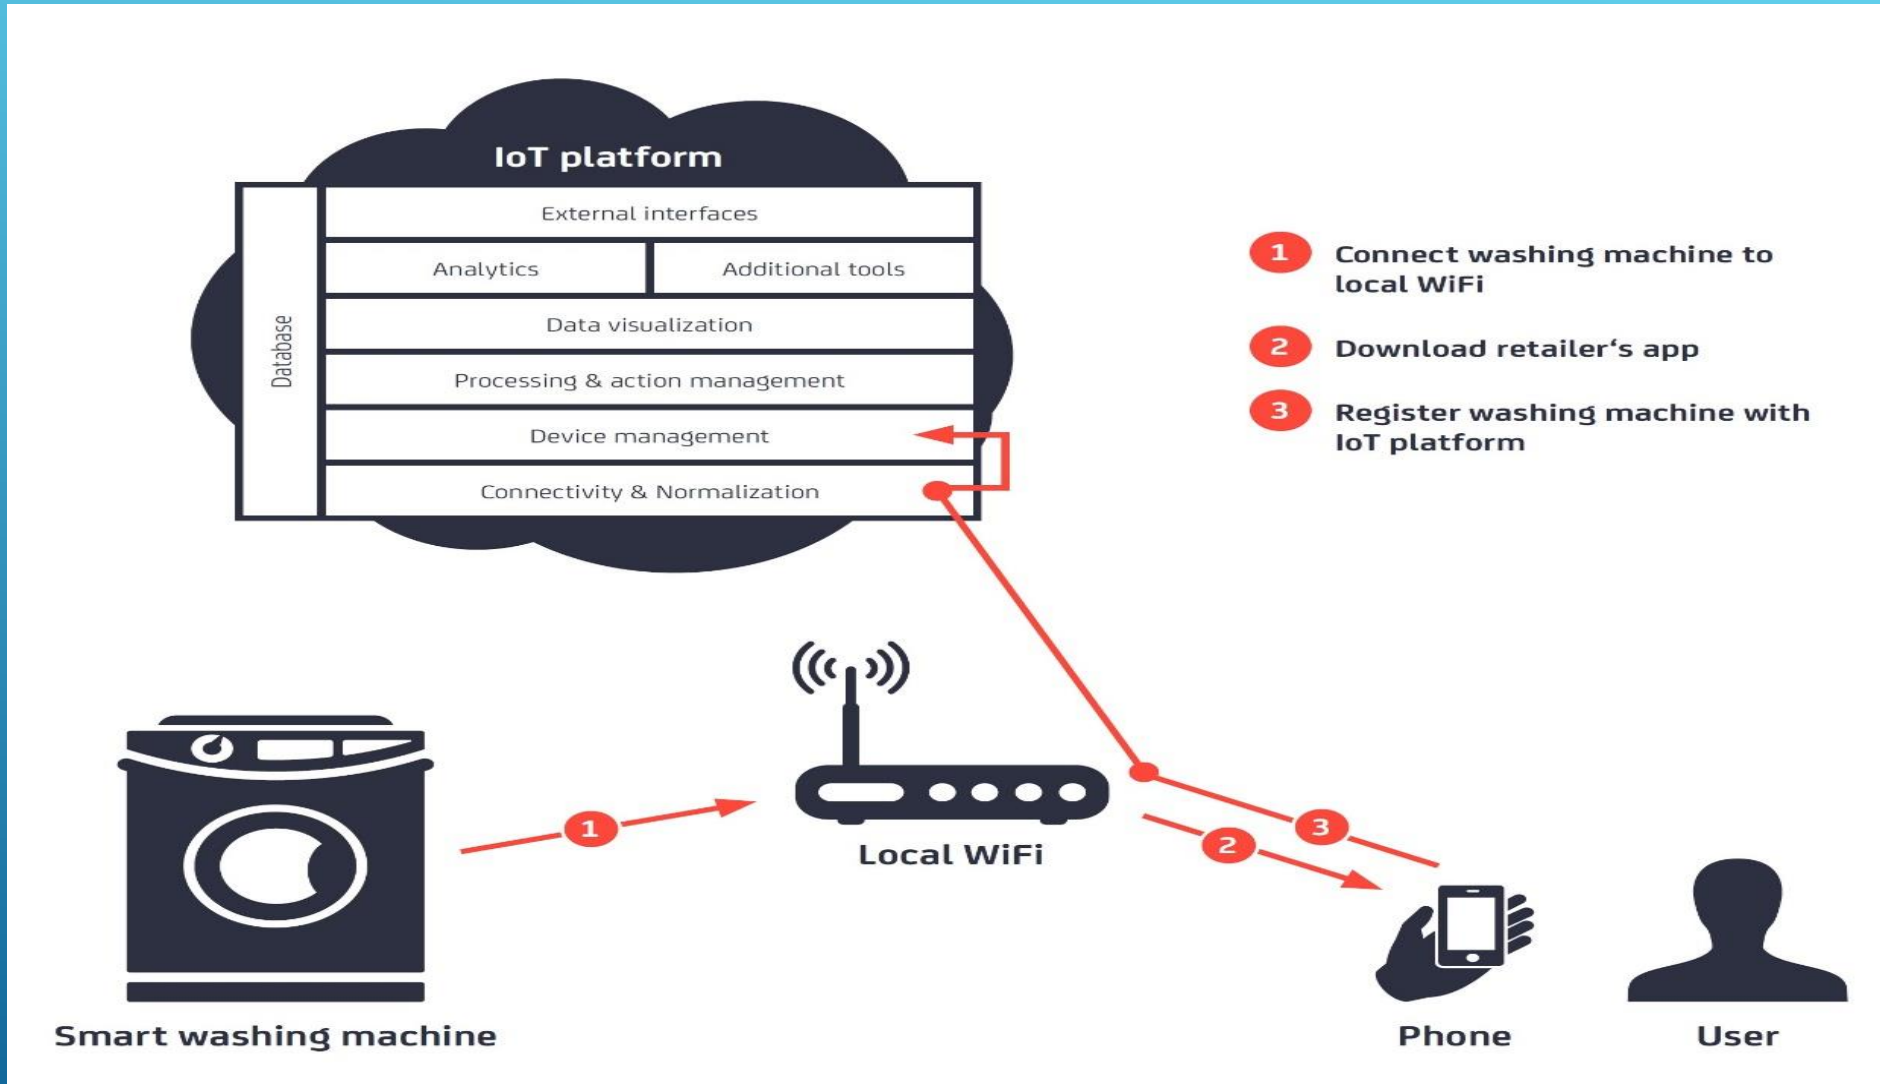 IoT platform
Database
External interfaces
Analytics
Additional tools
Data visualization
Processing & action management
Device management
Connectivity & Normalization
1
Connect washing machine to
local WiFi
2
Download retailer‘s app
3
Register washing machine with
IoT platform
1
2
3
Local WiFi
Smart washing machine
Phone
User